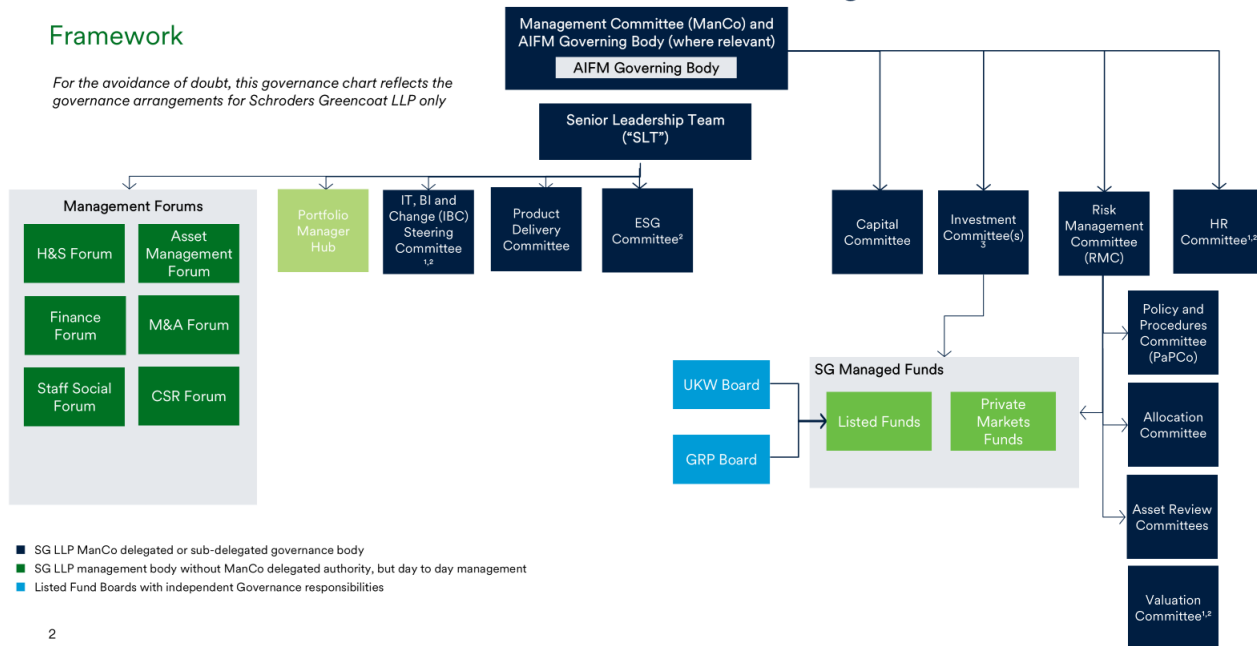 Framework
For the avoidance of doubt, this governance chart reflects the
governance arrangements for Schroders Greencoat LLP only
Management Committee (ManCo) and
AIFM Governing Body (where relevant)
AIFM Governing Body
Senior Leadership Team
(“SLT”)
Management Forums
H&S Forum
Asset
Management
Forum
Finance
Forum
M&A Forum
Staff Social
Forum
CSR Forum
Portfolio
Manager
Hub
IT, BI and
Change (IBC)
Steering
Committee
1,2
Product
Delivery
Committee
ESG
Committee²
Capital
Committee
Investment
Committee(s)
3
Risk
Management
Committee
(RMC)
HR
Committee¹,²
Policy and
Procedures
Committee
(PaPCo)
Allocation
Committee
Asset Review
Committees
Valuation
Committee¹,²
UKW Board
GRP Board
SG Managed Funds
Listed Funds
Private
Markets
Funds
SG LLP ManCo delegated or sub-delegated governance body
SG LLP management body without ManCo delegated authority, but day to day management
Listed Fund Boards with independent Governance responsibilities
2